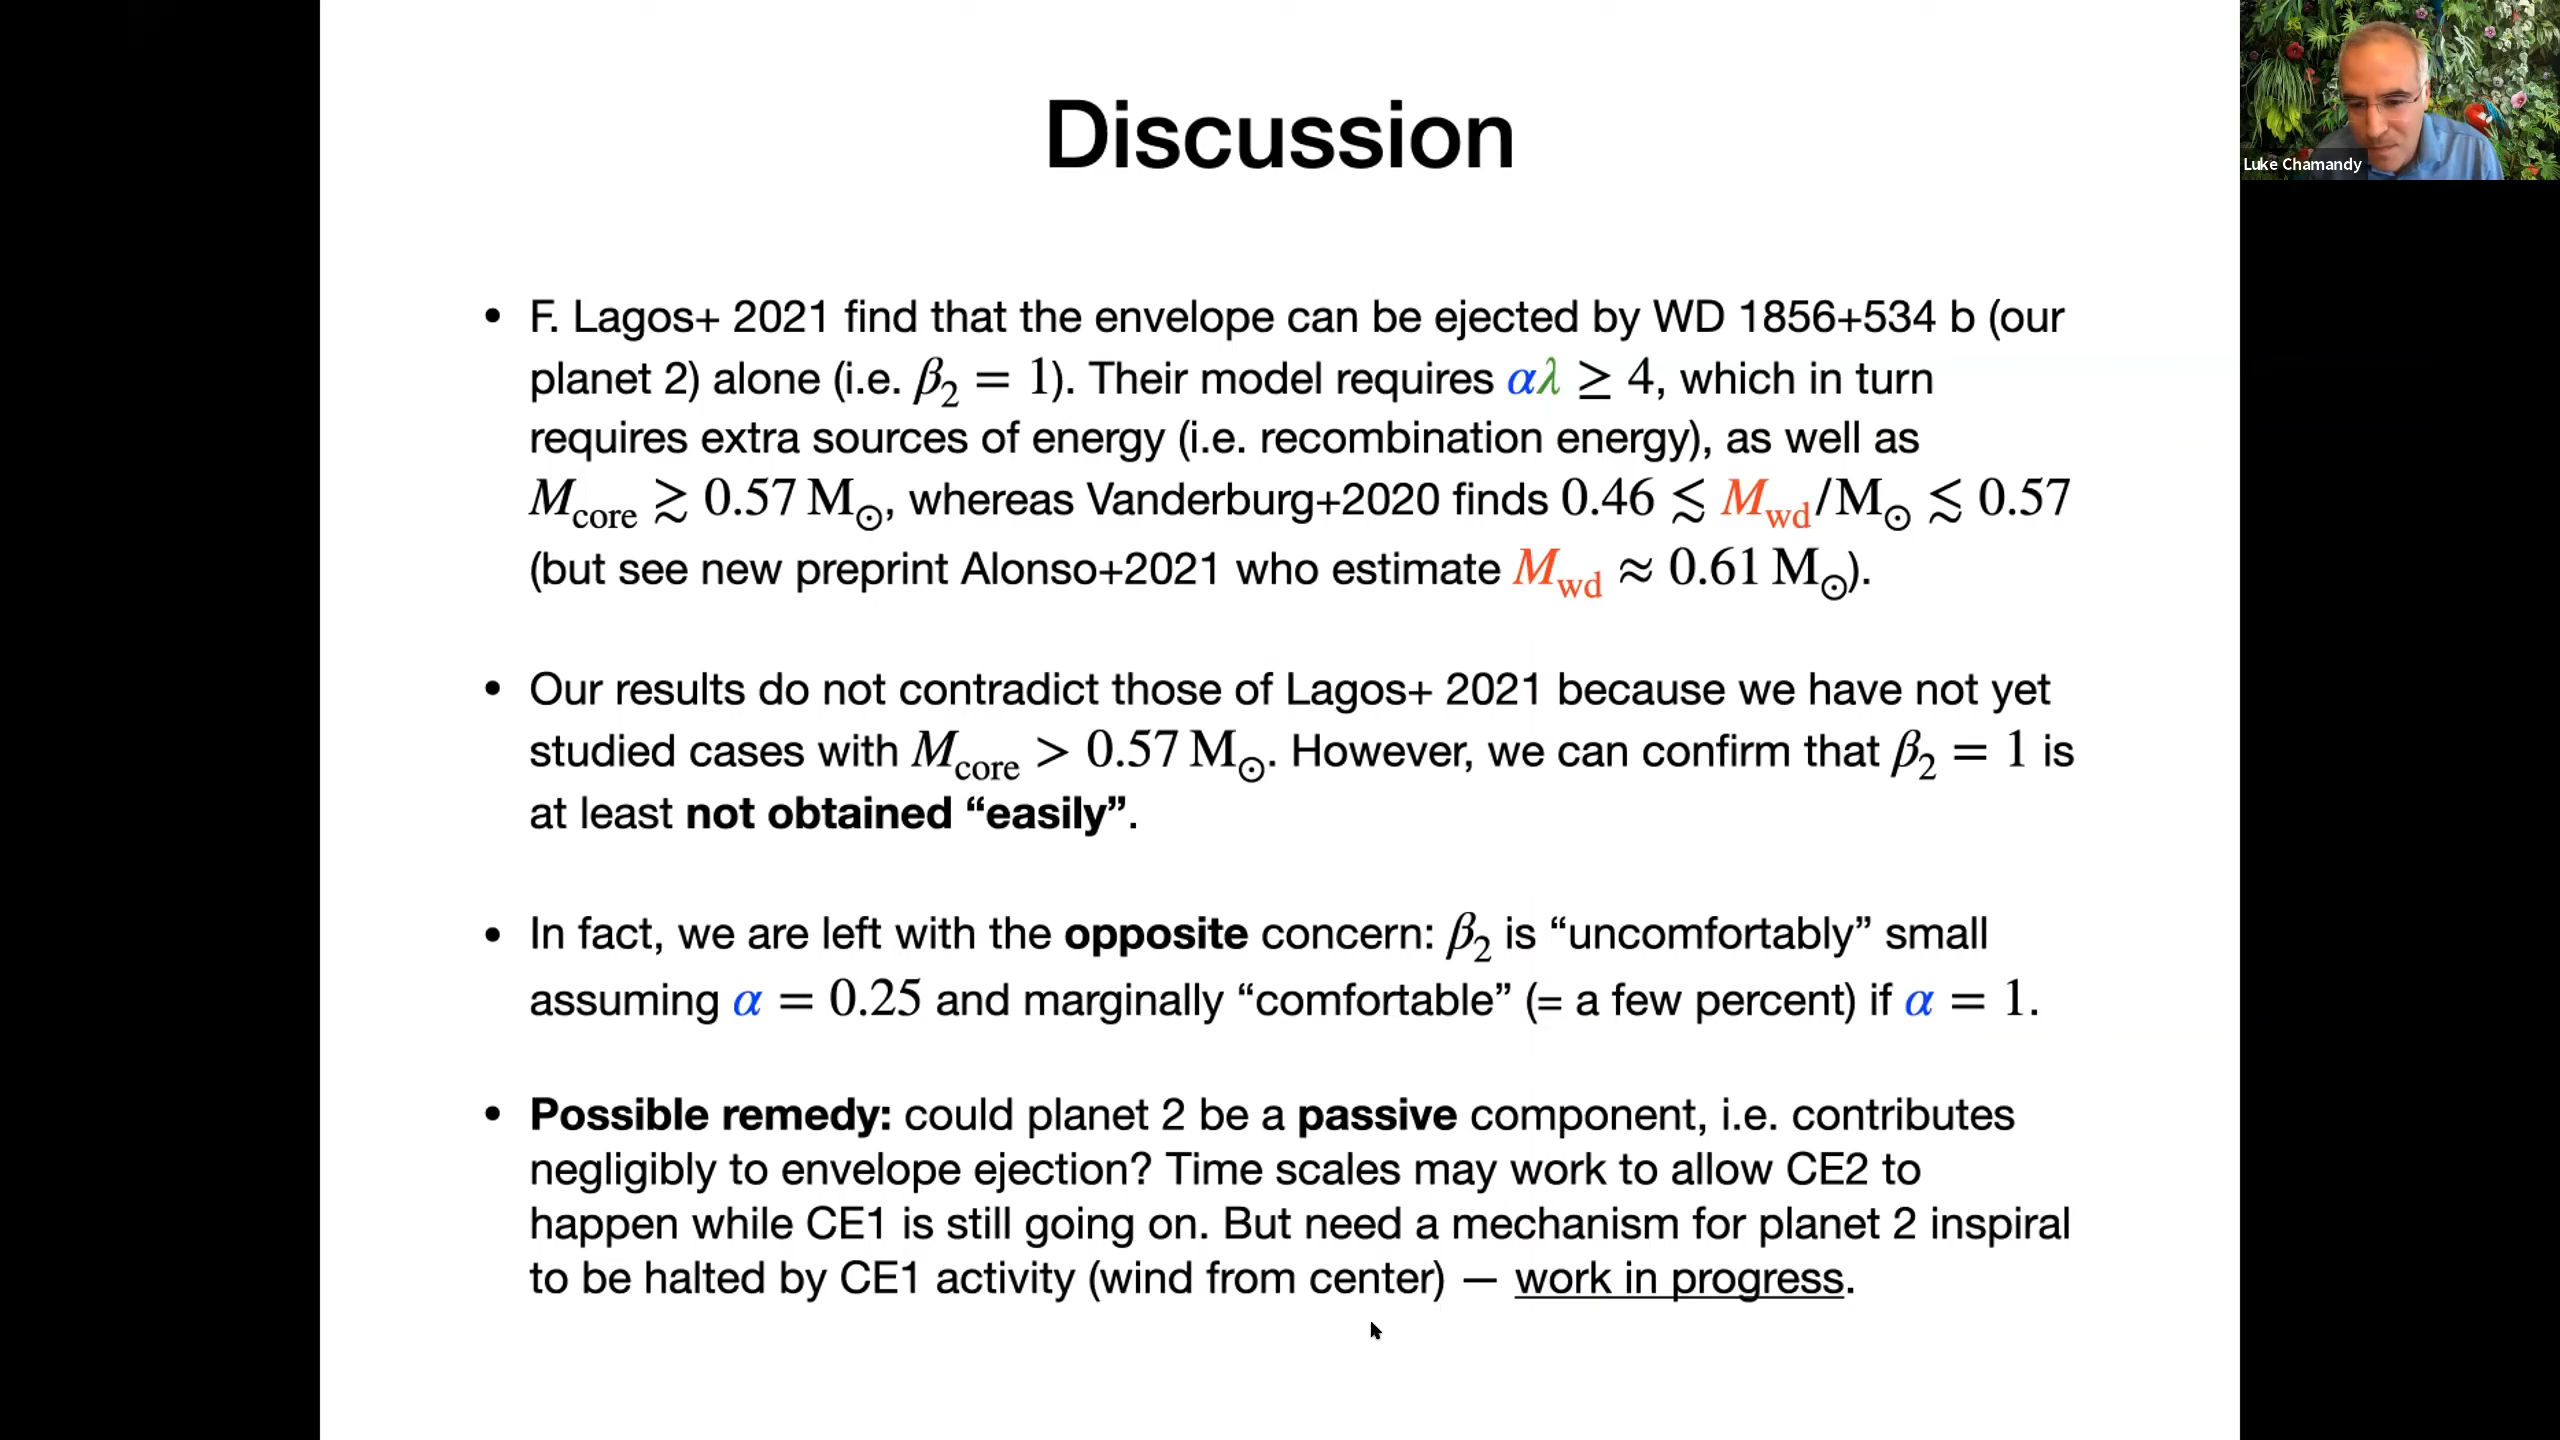 Discussion
Luke Chamandy
• F. Lagos+ 2021 find that the envelope can be ejected by WD 1856+534 b (our
planet 2) alone (i.e. β₂ = 1). Their model requires αλ ≥ 4, which in turn
requires extra sources of energy (i.e. recombination energy), as well as
M_core ≳ 0.57 M_⊙, whereas Vanderburg+2020 finds 0.46 ≲ M_wd/M_⊙ ≲ 0.57
(but see new preprint Alonso+2021 who estimate M_wd ≈ 0.61 M_⊙).
• Our results do not contradict those of Lagos+ 2021 because we have not yet
studied cases with M_core > 0.57 M_⊙. However, we can confirm that β₂ = 1 is
at least not obtained “easily”.
• In fact, we are left with the opposite concern: β₂ is “uncomfortably” small
assuming α = 0.25 and marginally “comfortable” (= a few percent) if α = 1.
• Possible remedy: could planet 2 be a passive component, i.e. contributes
negligibly to envelope ejection? Time scales may work to allow CE2 to
happen while CE1 is still going on. But need a mechanism for planet 2 inspiral
to be halted by CE1 activity (wind from center) — work in progress.